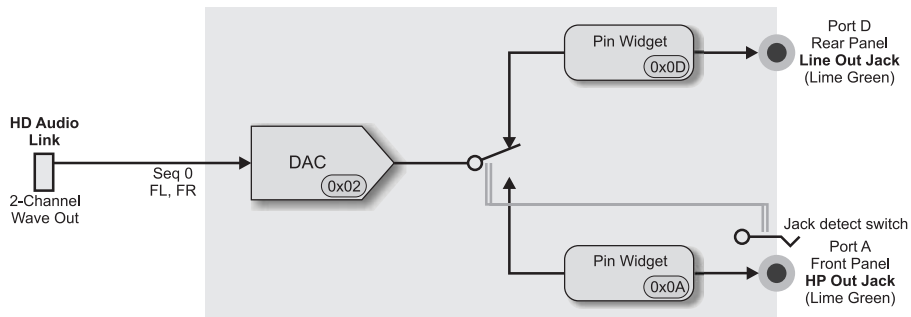 HD Audio
Link
2-Channel
Wave Out
Seq 0
FL, FR
DAC
0x02
Pin Widget
0x0D
Port D
Rear Panel
Line Out Jack
(Lime Green)
Jack detect switch
Pin Widget
0x0A
Port A
Front Panel
HP Out Jack
(Lime Green)